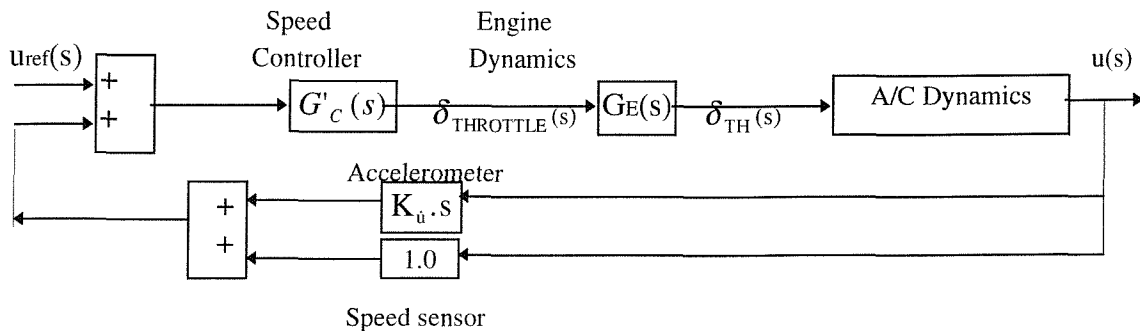 Speed Controller
Engine Dynamics
uref(s)
u(s)
+
+
G'C(s)
δTHROTTLE(s)
GE(s)
δTH(s)
A/C Dynamics
Accelerometer
+
+
Ku̇.s
1.0
Speed sensor